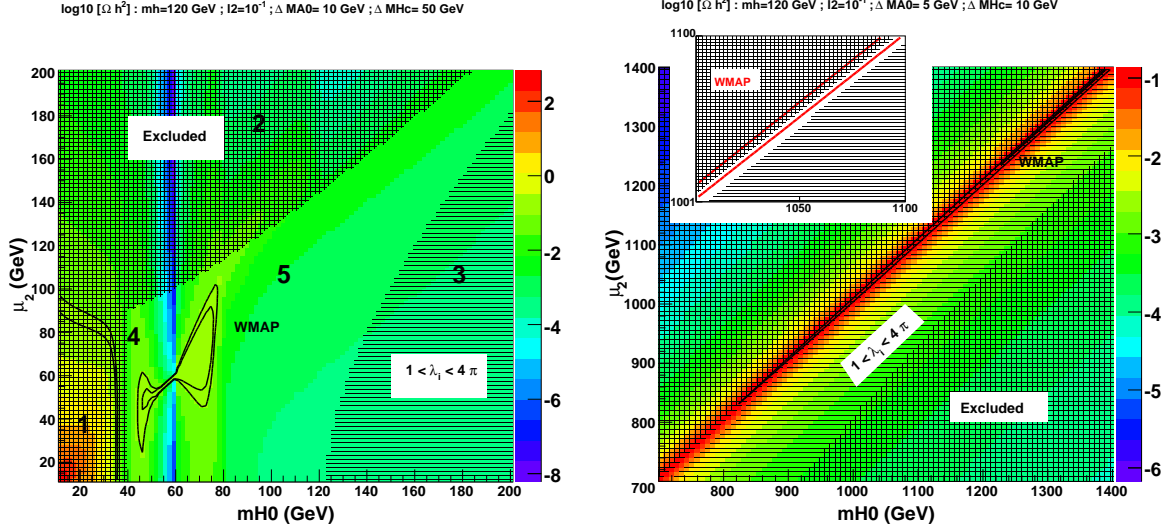 log10 [Ω h²] : mh=120 GeV ; l2=10⁻¹ ; Δ MA0= 10 GeV ; Δ MHc= 50 GeV
200
180
160
140
120
100
80
60
40
20
μ₂ (GeV)
Excluded
2
5
3
4
WMAP
1 < λᵢ < 4 π
1
20 40 60 80 100 120 140 160 180 200
mH0 (GeV)
2
0
-2
-4
-6
-8
log10 [Ω h²] : mh=120 GeV ; l2=10⁻¹ ; Δ MA0= 5 GeV ; Δ MHc= 10 GeV
1400
1300
1200
1100
1000
900
800
700
μ₂(GeV)
1100
WMAP
1001
1050 1100
WMAP
1 < λᵢ < 4 π
Excluded
800 900 1000 1100 1200 1300 1400
mH0 (GeV)
-1
-2
-3
-4
-5
-6